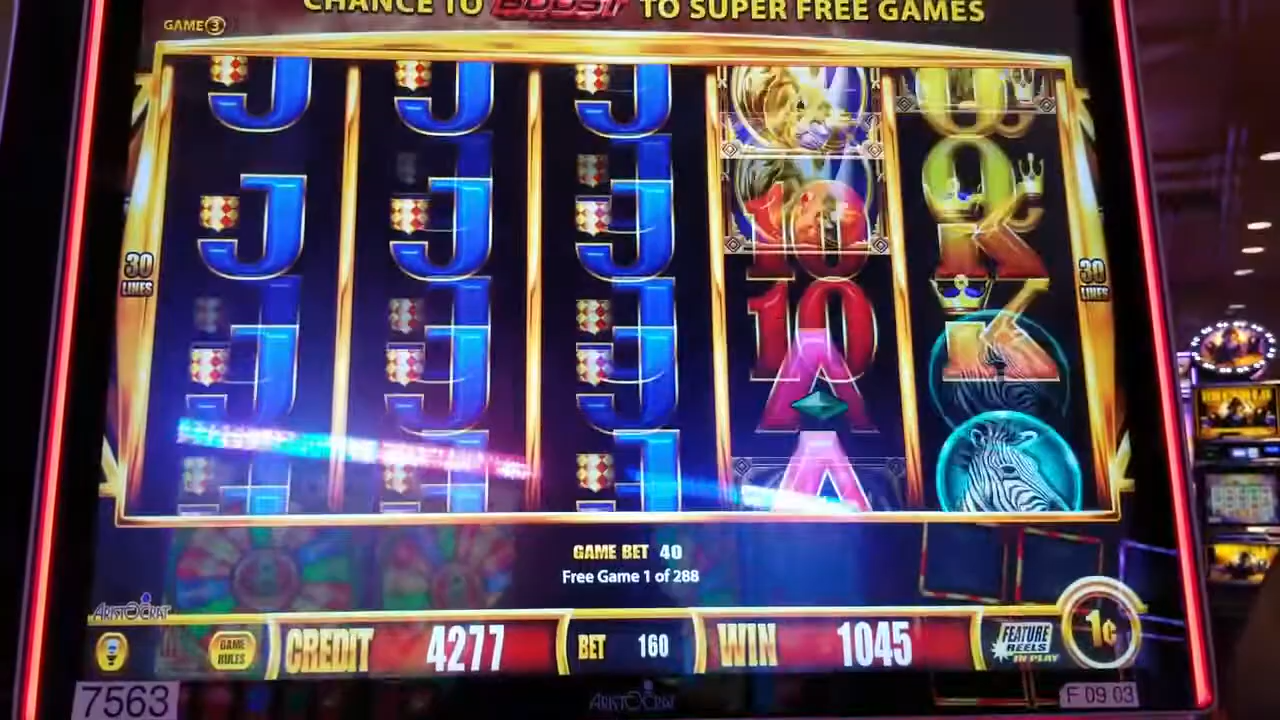 CHANCE TO BOOST TO SUPER FREE GAMES
GAME 3
J J J
J J J 10 Q
J J J 10 K
J J J A K
A
30 LINES
30 LINES
GAME BET 40
Free Game 1 of 288
ARISTOCRAT
GAME RULES
CREDIT 4277
BET 160
WIN 1045
FEATURE REELS IN PLAY
1¢
7563
ARISTOCRAT
F 09 03